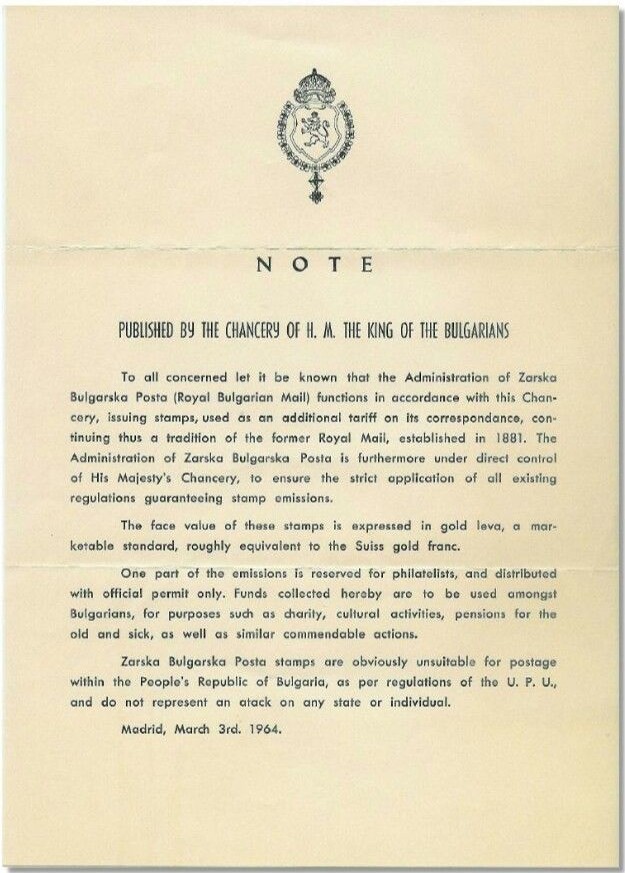 NOTE
PUBLISHED BY THE CHANCERY OF H. M. THE KING OF THE BULGARIANS
To all concerned let it be known that the Administration of Zarska
Bulgarska Posta (Royal Bulgarian Mail) functions in accordance with this Chan-
cery, issuing stamps, used as an additional tariff on its correspondance, con-
tinuing thus a tradition of the former Royal Mail, established in 1881. The
Administration of Zarska Bulgarska Posta is furthermore under direct control
of His Majesty's Chancery, to ensure the strict application of all existing
regulations guaranteeing stamp emissions.
The face value of these stamps is expressed in gold leva, a mar-
ketable standard, roughly equivalent to the Suiss gold franc.
One part of the emissions is reserved for philatelists, and distributed
with official permit only. Funds collected hereby are to be used amongst
Bulgarians, for purposes such as charity, cultural activities, pensions for the
old and sick, as well as similar commendable actions.
Zarska Bulgarska Posta stamps are obviously unsuitable for postage
within the People's Republic of Bulgaria, as per regulations of the U. P. U.,
and do not represent an atack on any state or individual.
Madrid, March 3rd. 1964.